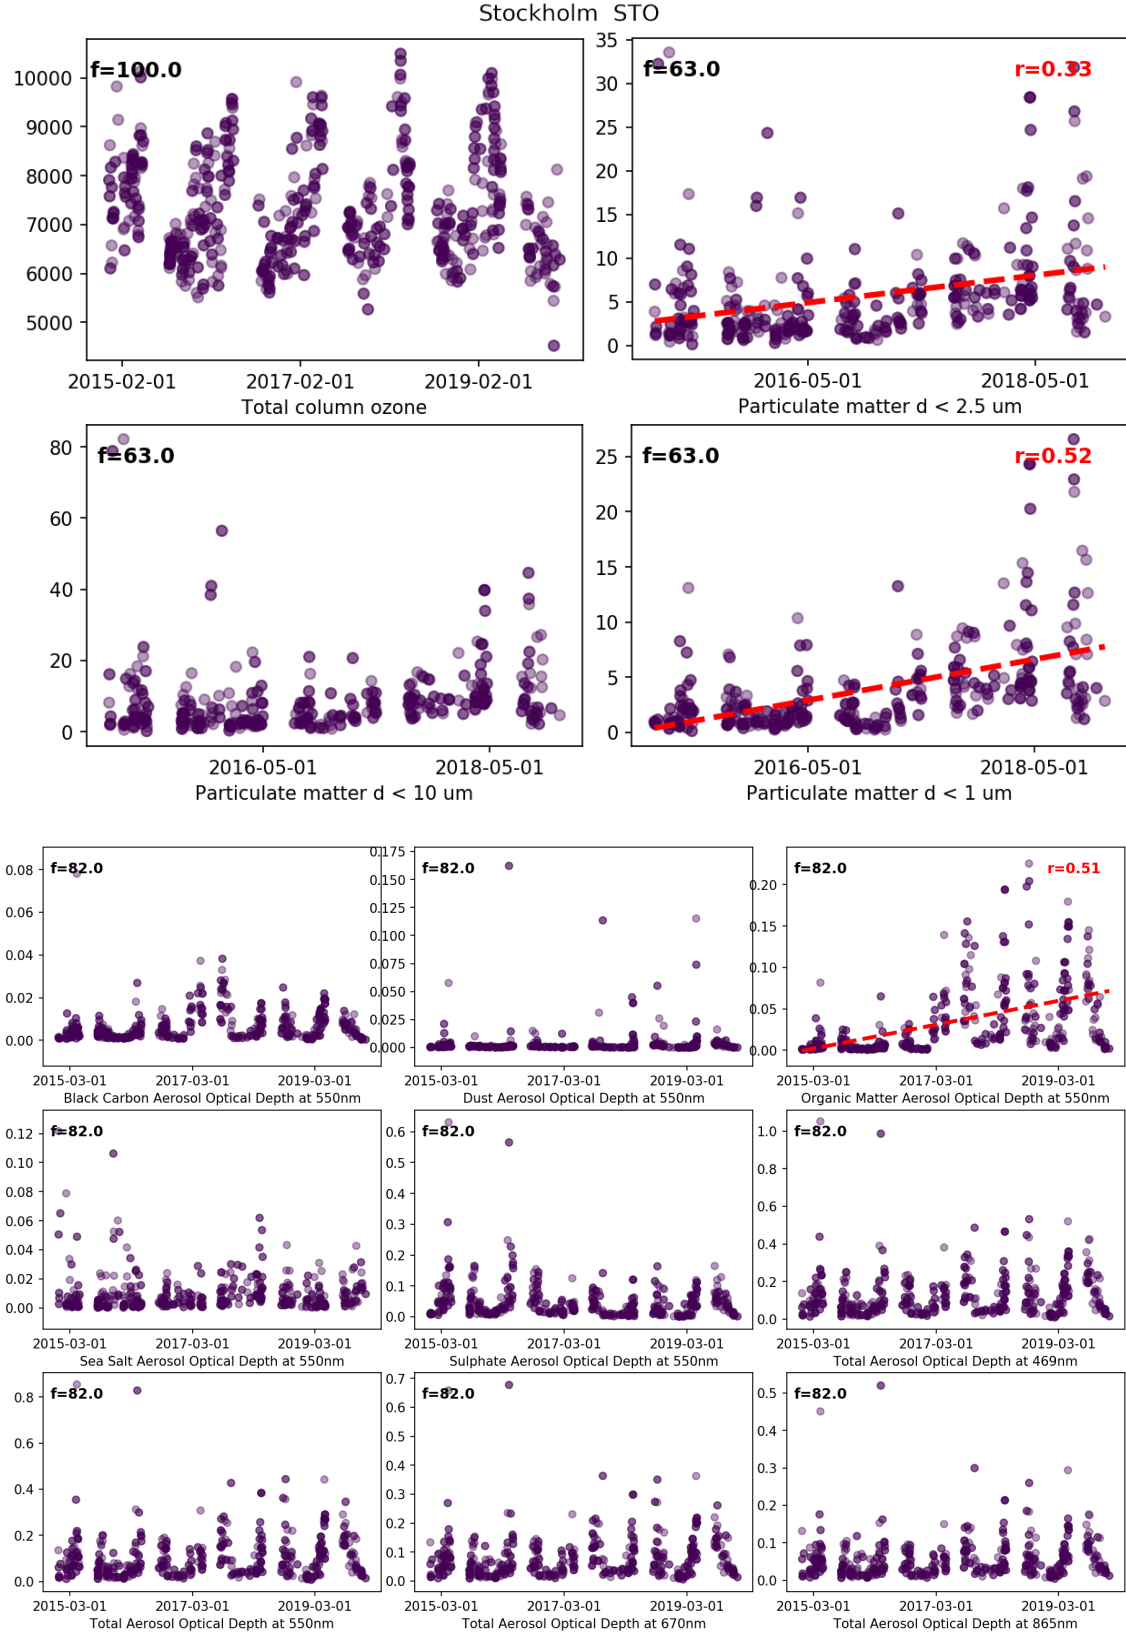 Stockholm STO
10000
9000
8000
7000
6000
5000
f=100.0
2015-02-01 2017-02-01 2019-02-01
Total column ozone
35
30
25
20
15
10
5
0
f=63.0 r=0.33
2016-05-01 2018-05-01
Particulate matter d < 2.5 um
80
60
40
20
0
f=63.0
2016-05-01 2018-05-01
Particulate matter d < 10 um
25
20
15
10
5
0
f=63.0 r=0.52
2016-05-01 2018-05-01
Particulate matter d < 1 um
0.08
0.06
0.04
0.02
0.00
f=82.0
2015-03-01 2017-03-01 2019-03-01
Black Carbon Aerosol Optical Depth at 550nm
0.175
0.150
0.125
0.100
0.075
0.050
0.025
0.000
f=82.0
2015-03-01 2017-03-01 2019-03-01
Dust Aerosol Optical Depth at 550nm
0.20
0.15
0.10
0.05
0.00
f=82.0 r=0.51
2015-03-01 2017-03-01 2019-03-01
Organic Matter Aerosol Optical Depth at 550nm
0.12
0.10
0.08
0.06
0.04
0.02
0.00
f=82.0
2015-03-01 2017-03-01 2019-03-01
Sea Salt Aerosol Optical Depth at 550nm
0.6
0.5
0.4
0.3
0.2
0.1
0.0
f=82.0
2015-03-01 2017-03-01 2019-03-01
Sulphate Aerosol Optical Depth at 550nm
1.0
0.8
0.6
0.4
0.2
0.0
f=82.0
2015-03-01 2017-03-01 2019-03-01
Total Aerosol Optical Depth at 469nm
0.8
0.6
0.4
0.2
0.0
f=82.0
2015-03-01 2017-03-01 2019-03-01
Total Aerosol Optical Depth at 550nm
0.7
0.6
0.5
0.4
0.3
0.2
0.1
0.0
f=82.0
2015-03-01 2017-03-01 2019-03-01
Total Aerosol Optical Depth at 670nm
0.5
0.4
0.3
0.2
0.1
0.0
f=82.0
2015-03-01 2017-03-01 2019-03-01
Total Aerosol Optical Depth at 865nm